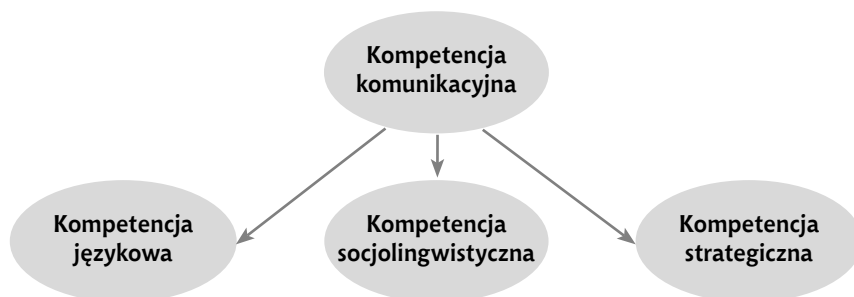 Kompetencja
komunikacyjna
Kompetencja
językowa
Kompetencja
socjolingwistyczna
Kompetencja
strategiczna